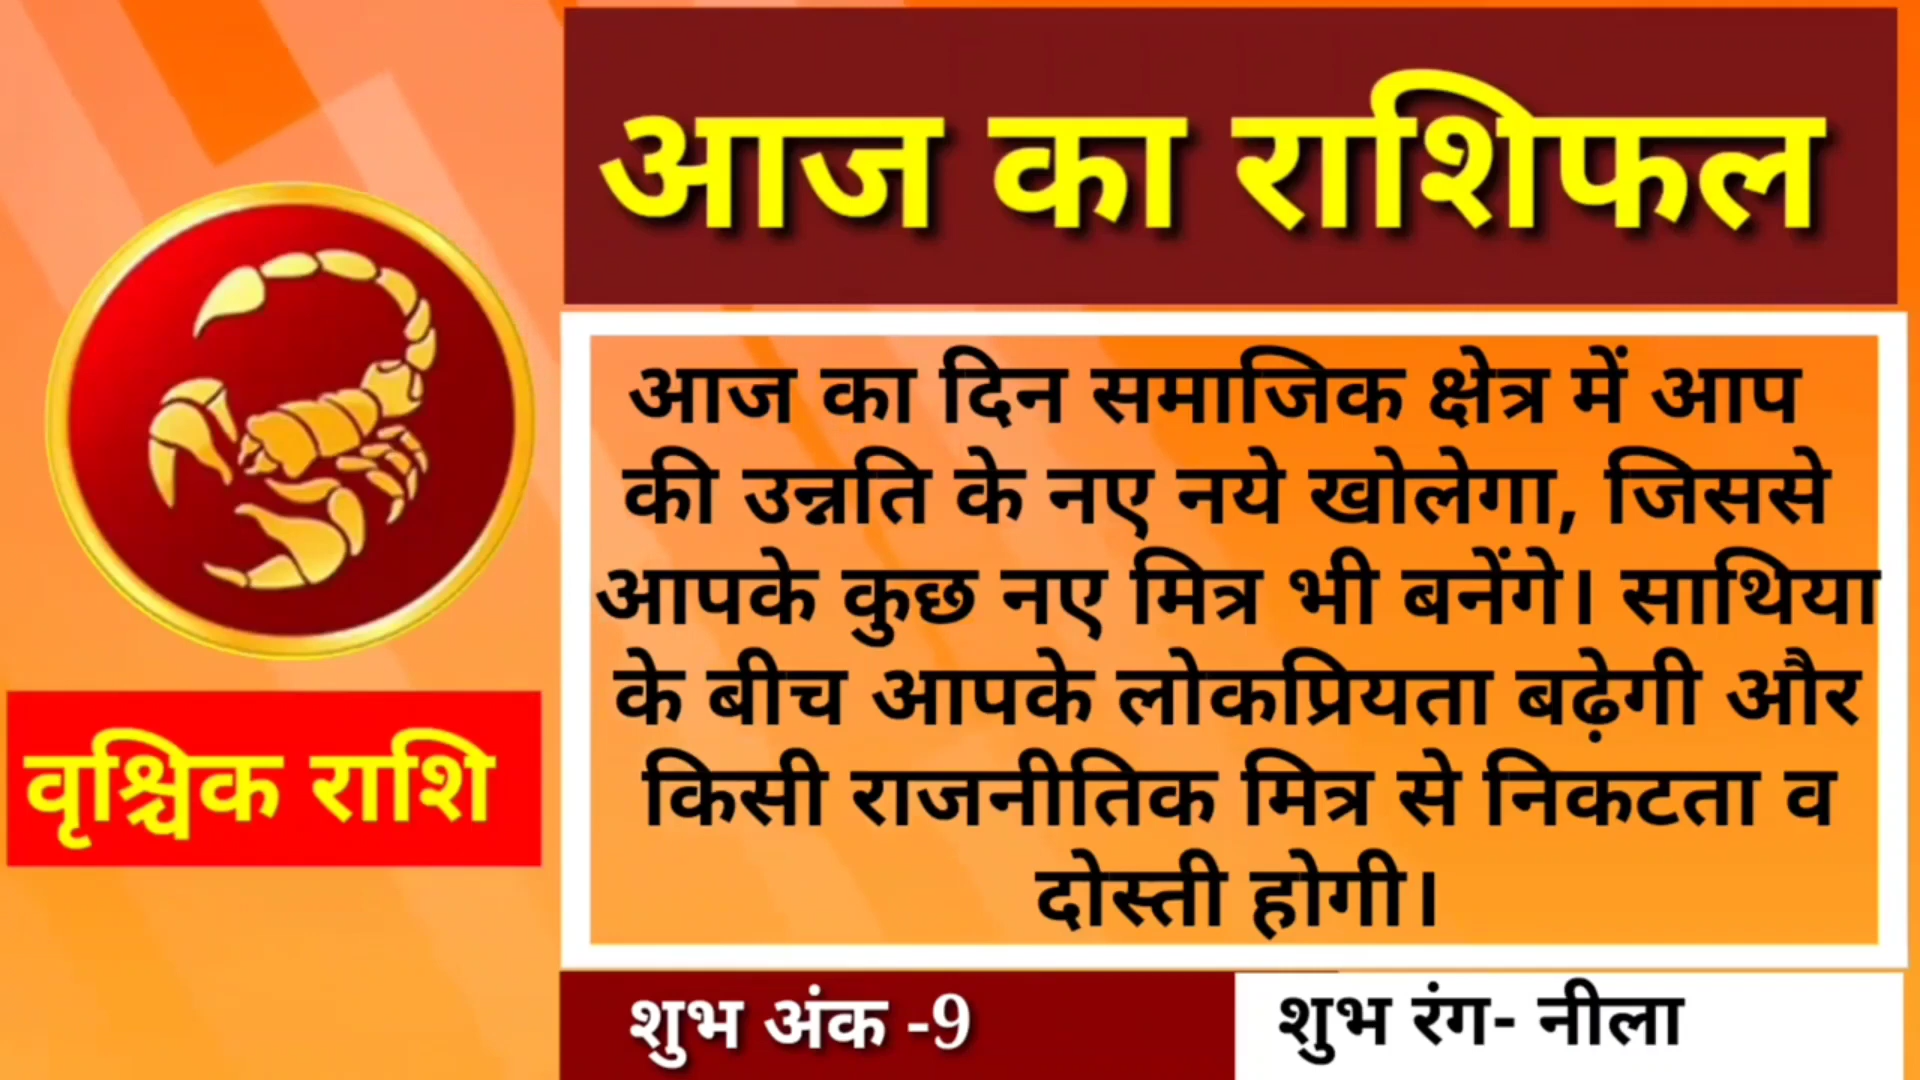 आज का राशिफल
वृश्चिक राशि
आज का दिन समाजिक क्षेत्र में आप
की उन्नति के नए नये खोलेगा, जिससे
आपके कुछ नए मित्र भी बनेंगे। साथिया
के बीच आपके लोकप्रियता बढ़ेगी और
किसी राजनीतिक मित्र से निकटता व
दोस्ती होगी।
शुभ अंक -9
शुभ रंग- नीला